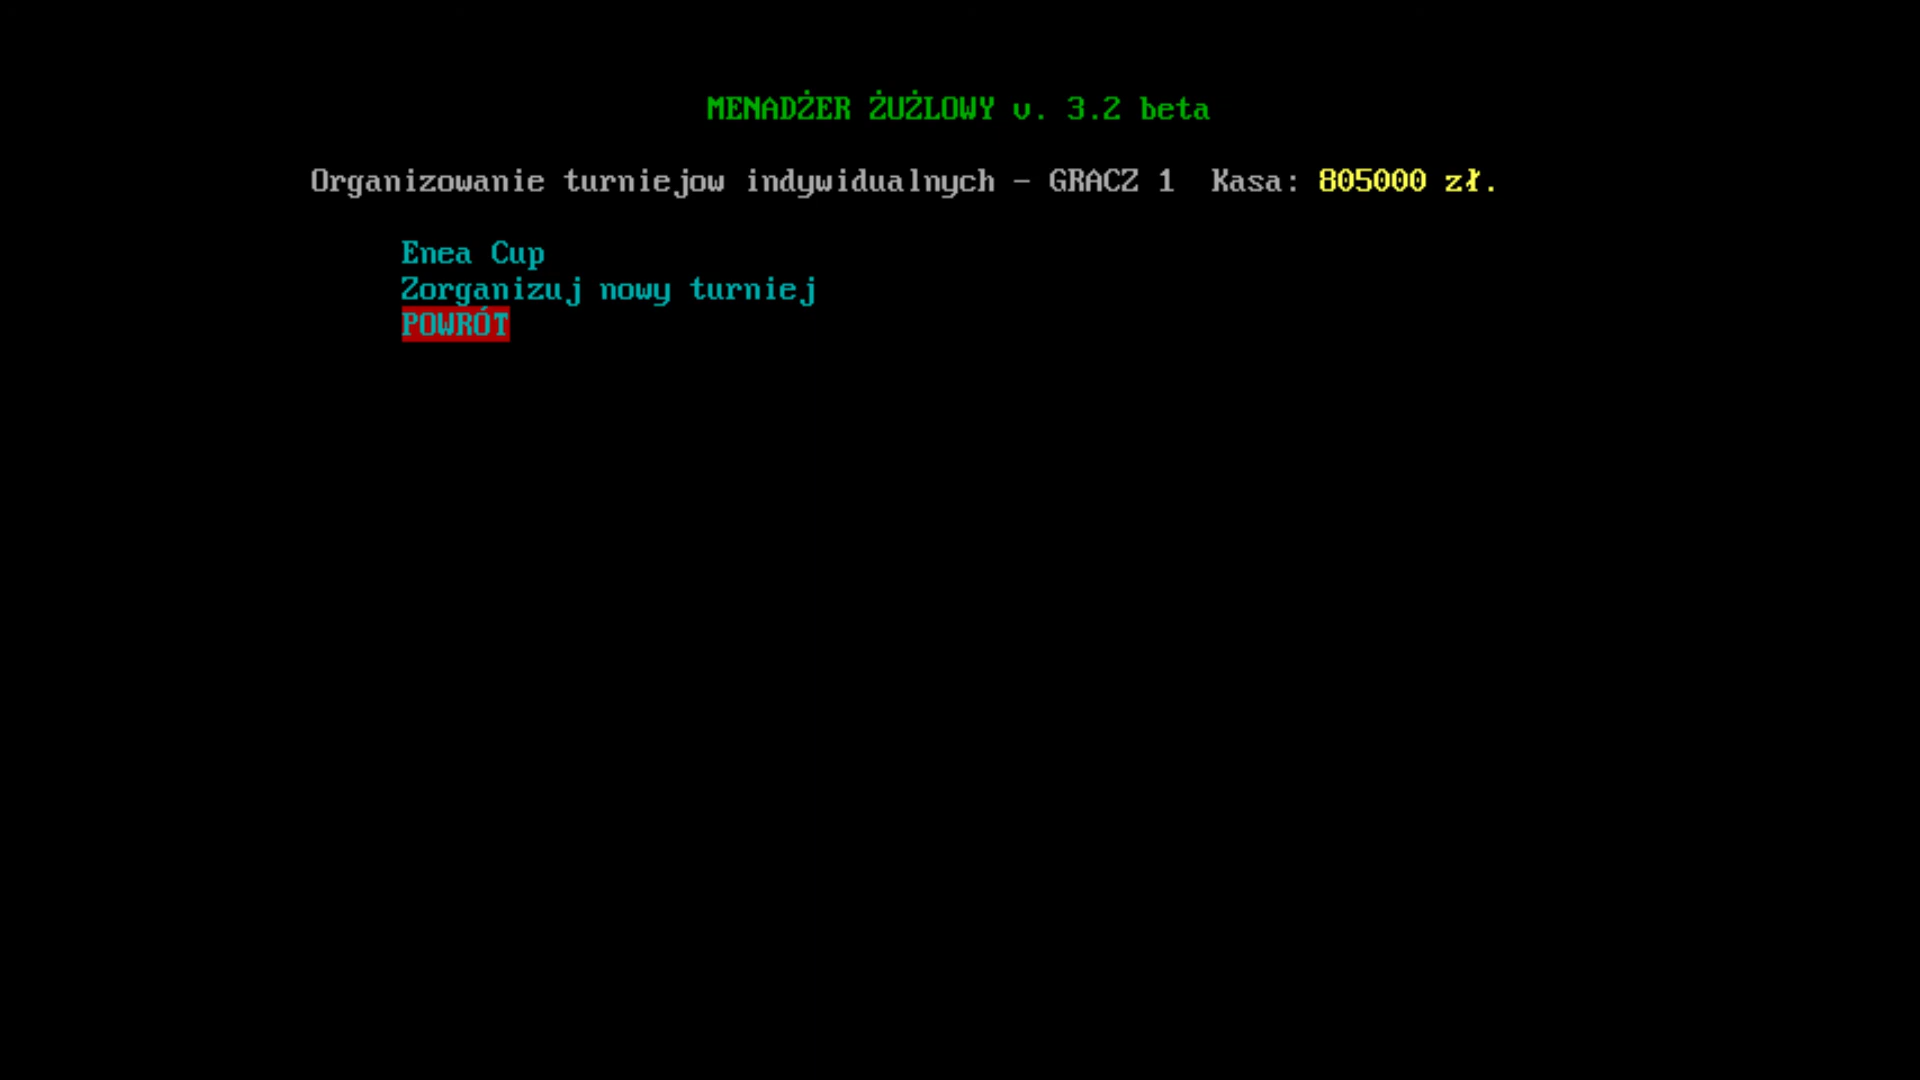 MENADŻER ŻUŻLOWY v. 3.2 beta
Organizowanie turniejow indywidualnych - GRACZ 1 Kasa: 805000 zł.
Enea Cup
Zorganizuj nowy turniej
POWRÓT